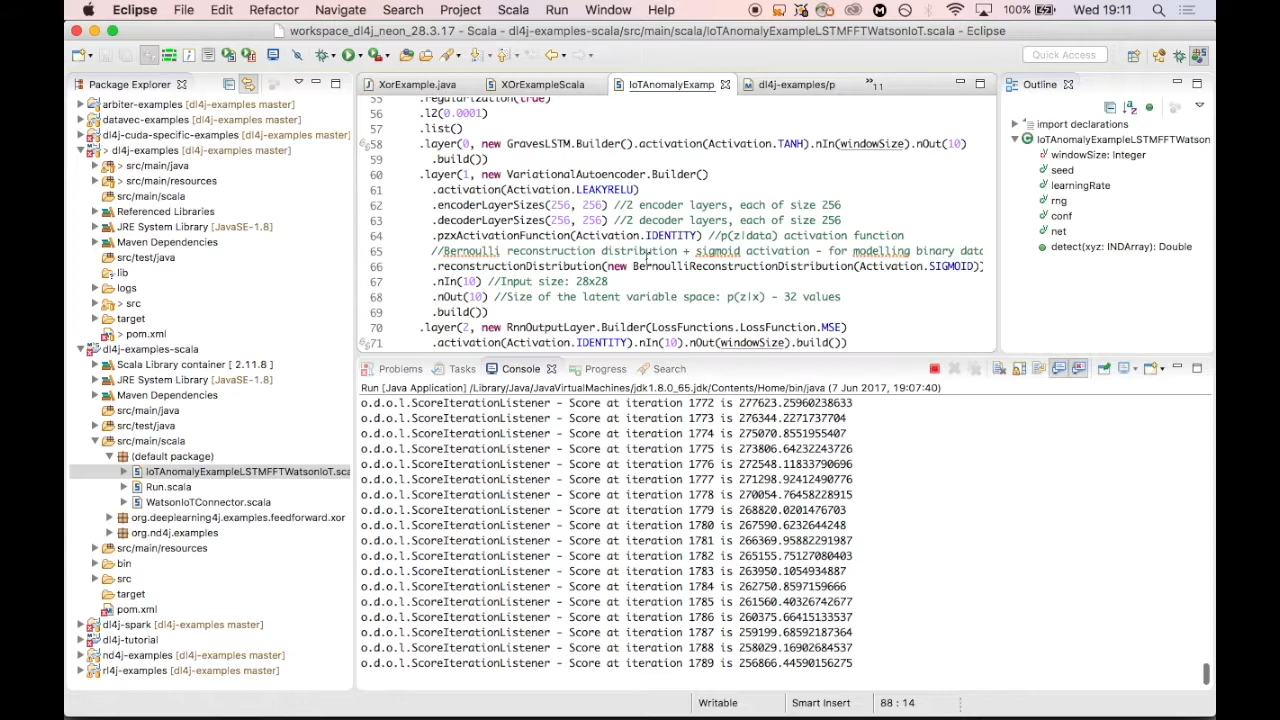 Eclipse File Edit Refactor Navigate Search Project Scala Run Window Help 100% Wed 19:11
workspace_dl4j_neon_28.3.17 - Scala - dl4j-examples-scala/src/main/scala/IoTAnomalyExampleLSTMFFTWatsonIoT.scala - Eclipse
Quick Access
Package Explorer
arbiter-examples [dl4j-examples master]
datavec-examples [dl4j-examples master]
dl4j-cuda-specific-examples [dl4j-examples master]
> dl4j-examples [dl4j-examples master]
> src/main/java
> src/main/resources
src/main/scala
Referenced Libraries
JRE System Library [JavaSE-1.8]
Maven Dependencies
src/test/java
lib
logs
> src
target
> pom.xml
dl4j-examples-scala
Scala Library container [ 2.11.8 ]
JRE System Library [JavaSE-1.8]
Maven Dependencies
src/main/java
src/test/java
src/main/scala
(default package)
IoTAnomalyExampleLSTMFFTWatsonIoT.sca
Run.scala
WatsonIoTConnector.scala
org.deeplearning4j.examples.feedforward.xor
org.nd4j.examples
src/main/resources
bin
src
target
pom.xml
dl4j-spark [dl4j-examples master]
dl4j-tutorial
nd4j-examples [dl4j-examples master]
rl4j-examples [dl4j-examples master]
XorExample.java XOrExampleScala IoTAnomalyExamp dl4j-examples/p »11
55 .regularization(true)
56 .l2(0.0001)
57 .list()
58 .layer(0, new GravesLSTM.Builder().activation(Activation.TANH).nIn(windowSize).nOut(10)
59 .build())
60 .layer(1, new VariationalAutoencoder.Builder()
61 .activation(Activation.LEAKYRELU)
62 .encoderLayerSizes(256, 256) //2 encoder layers, each of size 256
63 .decoderLayerSizes(256, 256) //2 decoder layers, each of size 256
64 .pzxActivationFunction(Activation.IDENTITY) //p(z|data) activation function
65 //Bernoulli reconstruction distribution + sigmoid activation - for modelling binary data
66 .reconstructionDistribution(new BernoulliReconstructionDistribution(Activation.SIGMOID))
67 .nIn(10) //Input size: 28x28
68 .nOut(10) //Size of the latent variable space: p(z|x) - 32 values
69 .build())
70 .layer(2, new RnnOutputLayer.Builder(LossFunctions.LossFunction.MSE)
71 .activation(Activation.IDENTITY).nIn(10).nOut(windowSize).build())
Outline
import declarations
IoTAnomalyExampleLSTMFFTWatson
windowSize: Integer
seed
learningRate
rng
conf
net
detect(xyz: INDArray): Double
Problems Tasks Console Progress Search
Run [Java Application] /Library/Java/JavaVirtualMachines/jdk1.8.0_65.jdk/Contents/Home/bin/java (7 Jun 2017, 19:07:40)
o.d.o.l.ScoreIterationListener - Score at iteration 1772 is 277623.25960238633
o.d.o.l.ScoreIterationListener - Score at iteration 1773 is 276344.2271737704
o.d.o.l.ScoreIterationListener - Score at iteration 1774 is 275070.8551955407
o.d.o.l.ScoreIterationListener - Score at iteration 1775 is 273806.64232243726
o.d.o.l.ScoreIterationListener - Score at iteration 1776 is 272548.11833790696
o.d.o.l.ScoreIterationListener - Score at iteration 1777 is 271298.92412490776
o.d.o.l.ScoreIterationListener - Score at iteration 1778 is 270054.76458228915
o.d.o.l.ScoreIterationListener - Score at iteration 1779 is 268820.0201476703
o.d.o.l.ScoreIterationListener - Score at iteration 1780 is 267590.6232644248
o.d.o.l.ScoreIterationListener - Score at iteration 1781 is 266369.95882291987
o.d.o.l.ScoreIterationListener - Score at iteration 1782 is 265155.75127080403
o.d.o.l.ScoreIterationListener - Score at iteration 1783 is 263950.1054934887
o.d.o.l.ScoreIterationListener - Score at iteration 1784 is 262750.8597159666
o.d.o.l.ScoreIterationListener - Score at iteration 1785 is 261560.40326742677
o.d.o.l.ScoreIterationListener - Score at iteration 1786 is 260375.66415133537
o.d.o.l.ScoreIterationListener - Score at iteration 1787 is 259199.68592187364
o.d.o.l.ScoreIterationListener - Score at iteration 1788 is 258029.16902684537
o.d.o.l.ScoreIterationListener - Score at iteration 1789 is 256866.44590156275
Writable Smart Insert 88 : 14